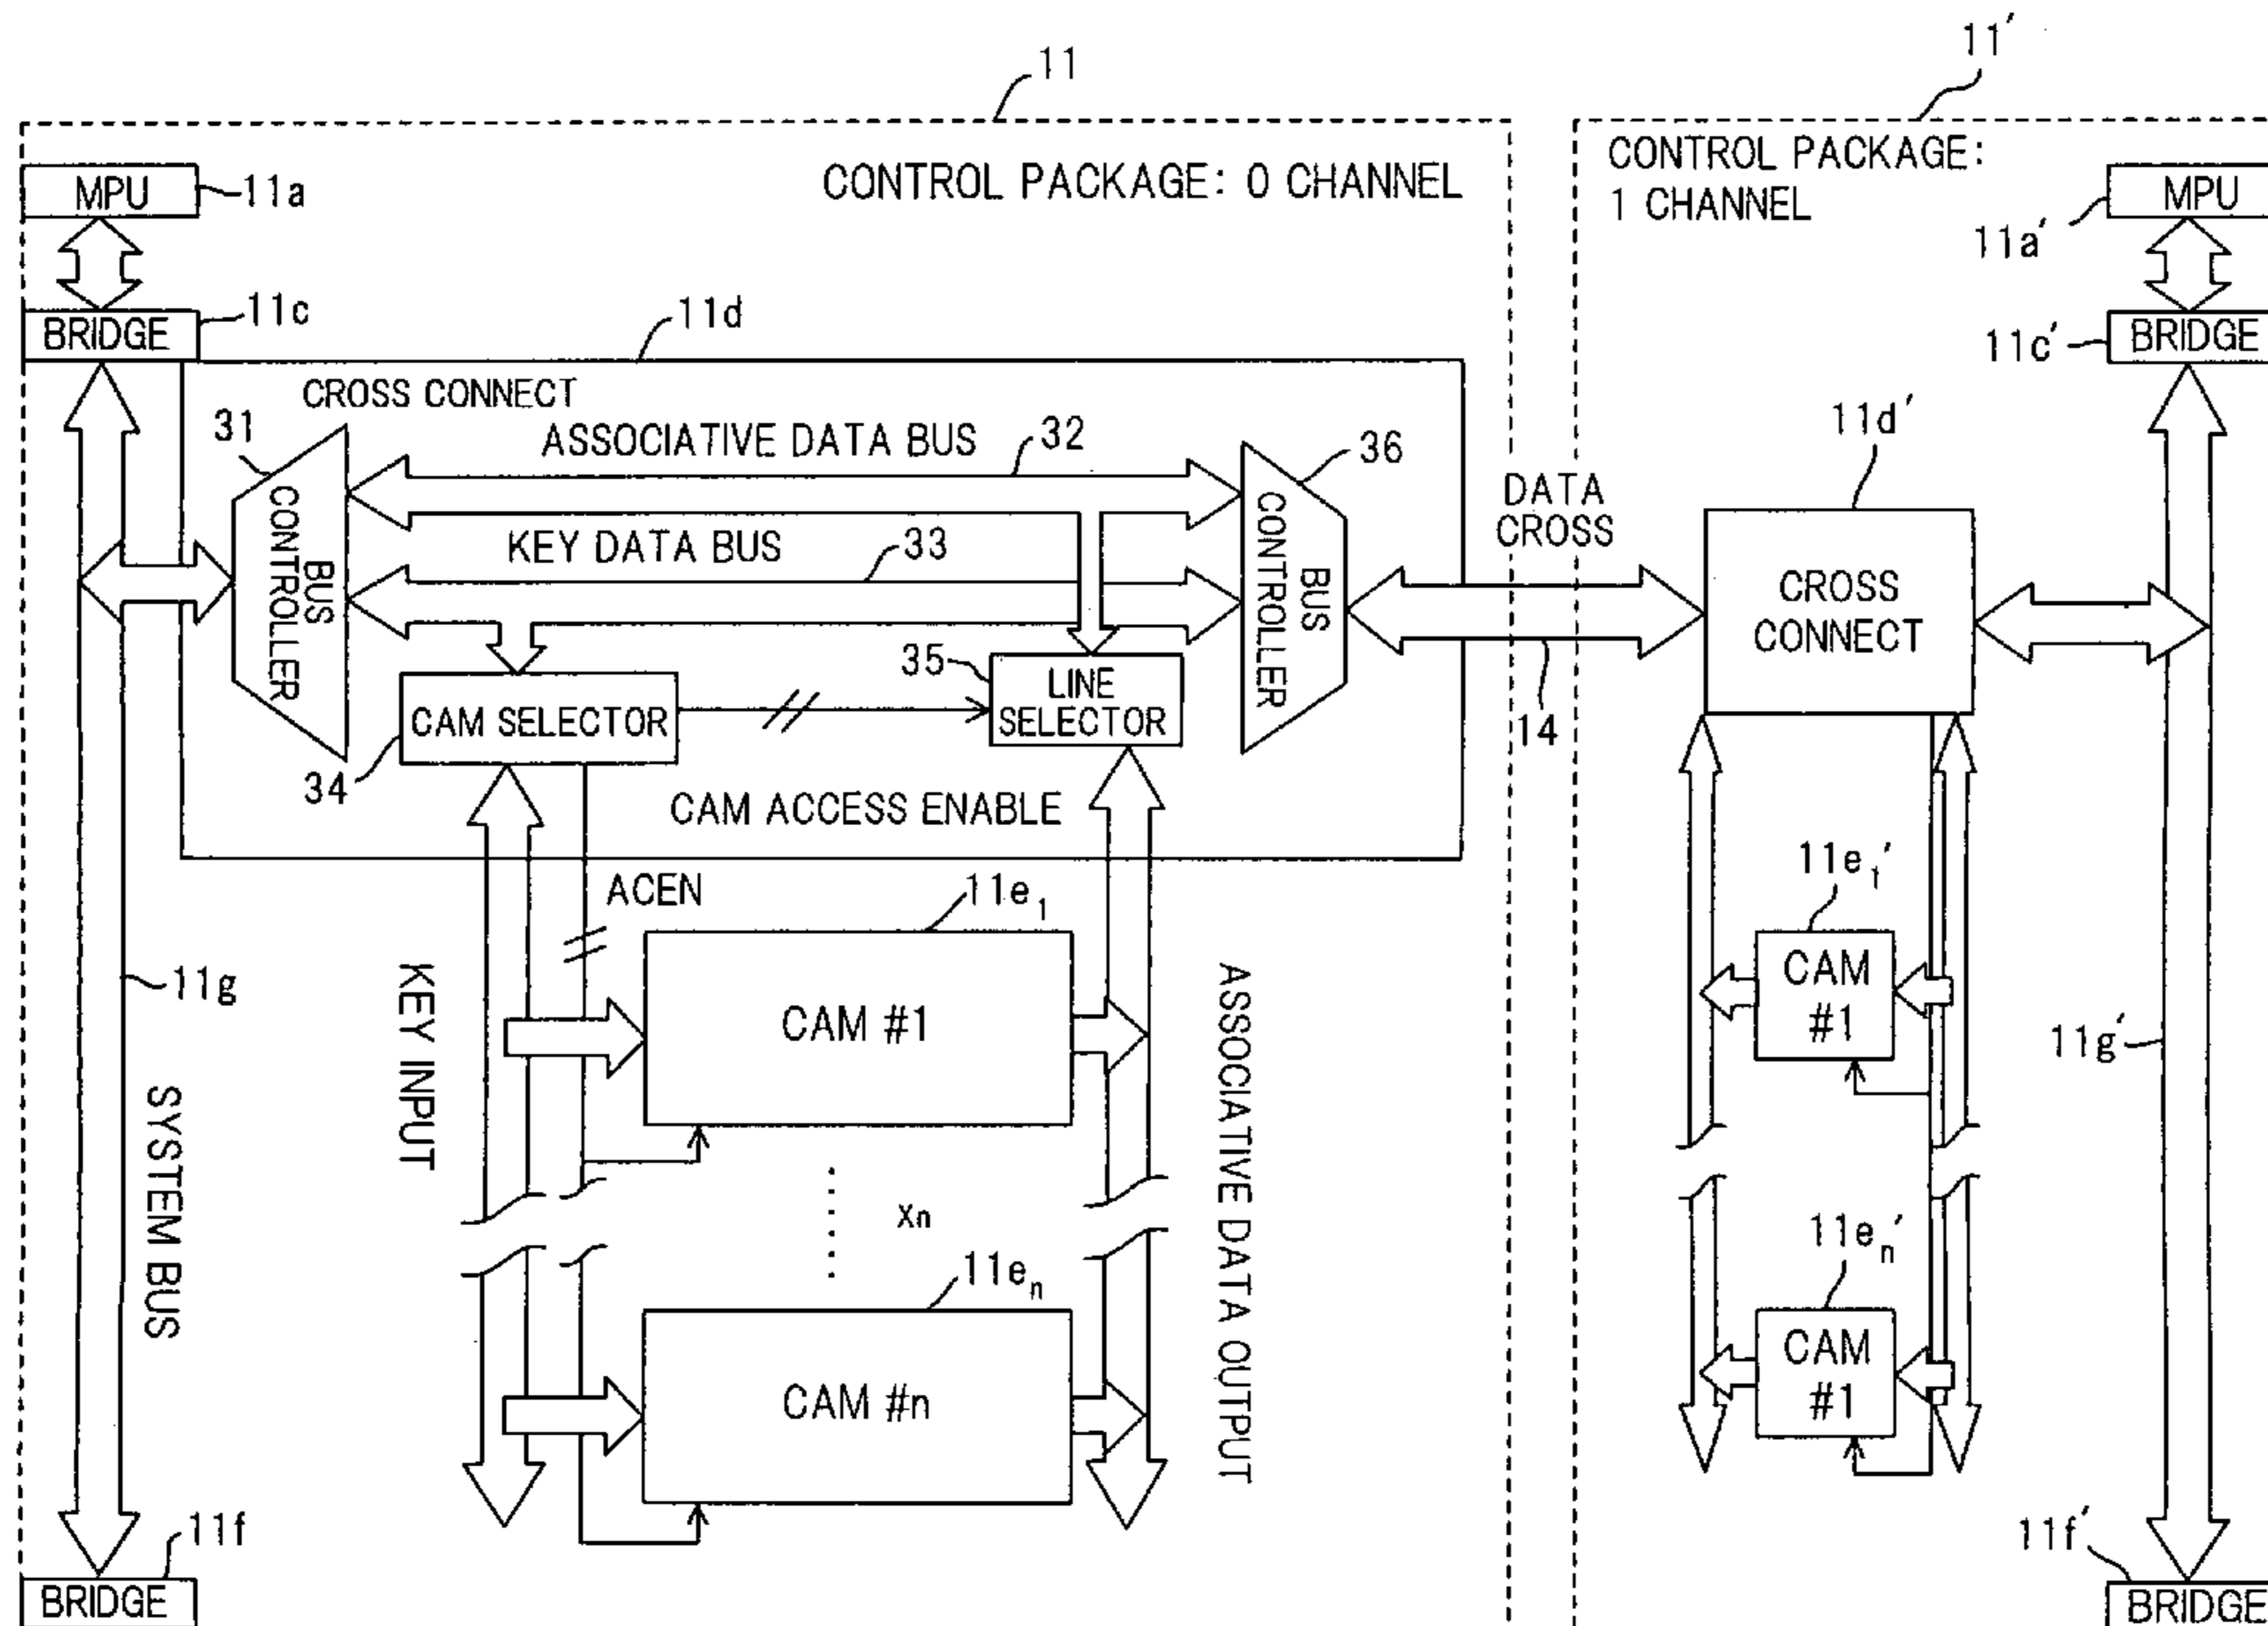 11
11'
CONTROL PACKAGE: 0 CHANNEL
CONTROL PACKAGE:
1 CHANNEL
MPU
11a
MPU
11a'
BRIDGE
11c
BRIDGE
11c'
11d
CROSS CONNECT
31
BUS
CONTROLLER
ASSOCIATIVE DATA BUS
32
36
BUS
CONTROLLER
KEY DATA BUS
33
DATA
CROSS
14
11d'
CROSS
CONNECT
CAM SELECTOR
34
35
LINE
SELECTOR
CAM ACCESS ENABLE
ACEN
KEY INPUT
11g
SYSTEM BUS
11e1
CAM #1
xn
11en
CAM #n
ASSOCIATIVE DATA OUTPUT
11e1'
CAM
#1
11g'
11en'
CAM
#1
11f
BRIDGE
11f'
BRIDGE